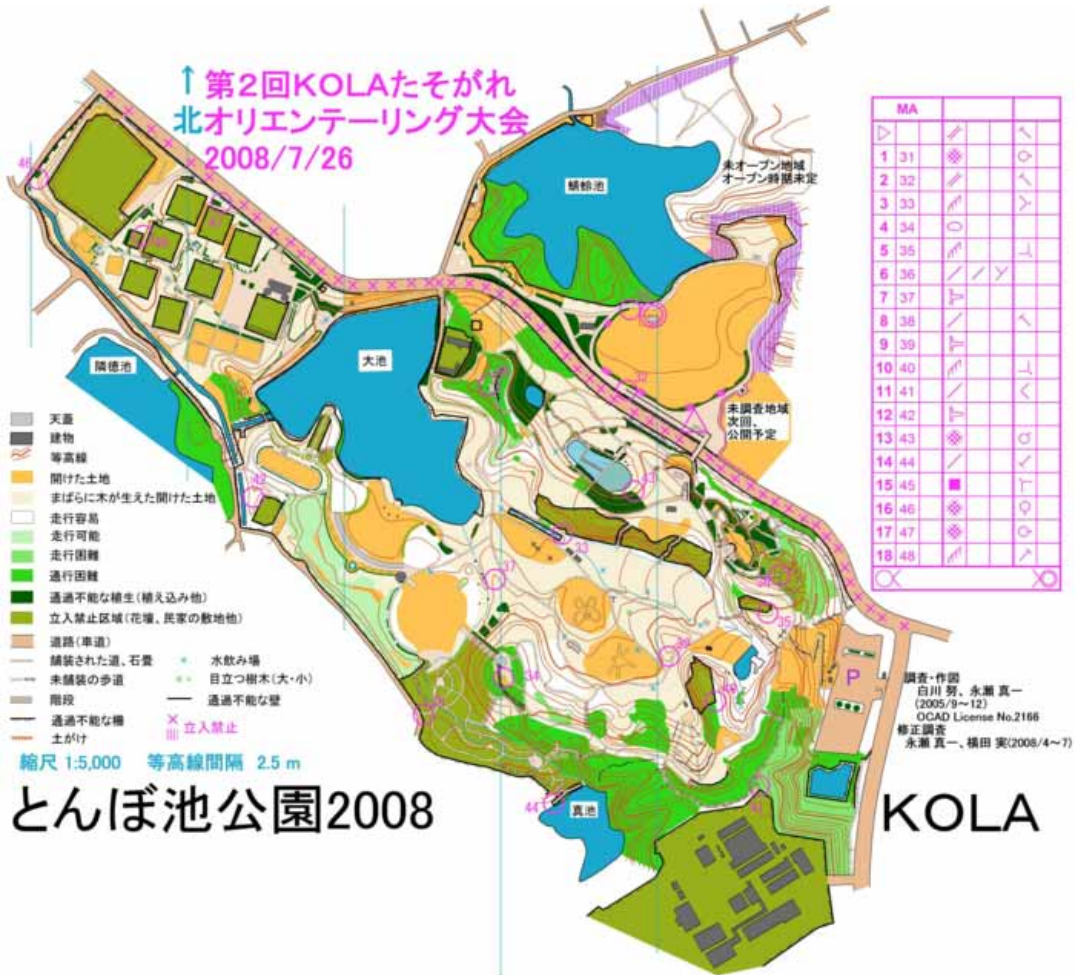 ↑ 第2回KOLAたそがれ
北オリエンテーリング大会
2008/7/26
未オープン地域
オープン時期未定
蜻蛉池
大池
隣徳池
未調査地域
次回、
公開予定
真池
P
46
42
43
33
37
35
34
39
40
44
MA
1 31
2 32
3 33
4 34
5 35
6 36
7 37
8 38
9 39
10 40
11 41
12 42
13 43
14 44
15 45
16 46
17 47
18 48
天蓋
建物
等高線
開けた土地
まばらに木が生えた開けた土地
走行容易
走行可能
走行困難
通行困難
通過不能な植生(植え込み他)
立入禁止区域(花壇、民家の敷地他)
道路(車道)
舗装された道、石畳
未舗装の歩道
階段
通過不能な柵
土がけ
水飲み場
目立つ樹木(大・小)
通過不能な壁
立入禁止
縮尺 1:5,000 等高線間隔 2.5 m
とんぼ池公園2008
調査・作図
白川 努、永瀬 真一
(2005/9～12)
OCAD License No.2166
修正調査
永瀬 真一、横田 実(2008/4～7)
KOLA